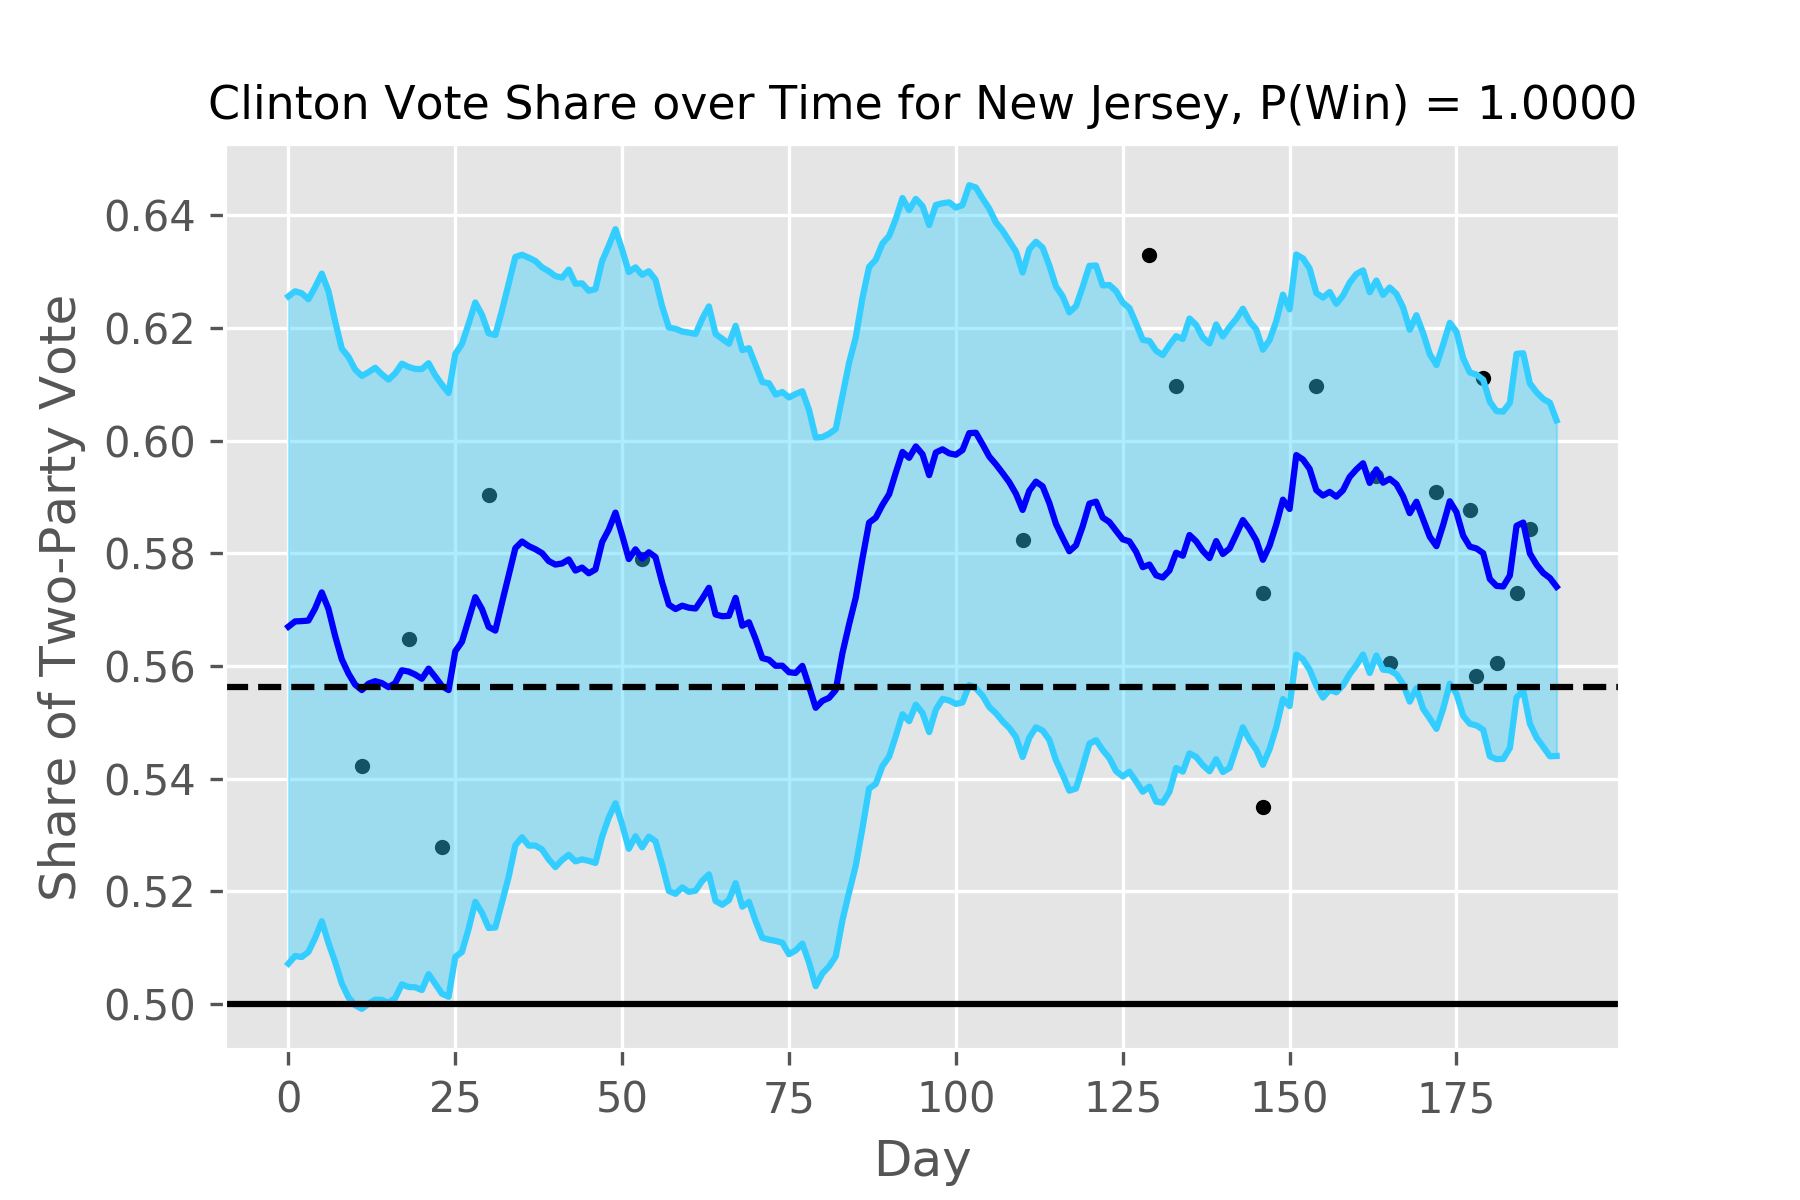 Clinton Vote Share over Time for New Jersey, P(Win) = 1.0000
Share of Two-Party Vote
0.64
0.62
0.60
0.58
0.56
0.54
0.52
0.50
0 25 50 75 100 125 150 175
Day